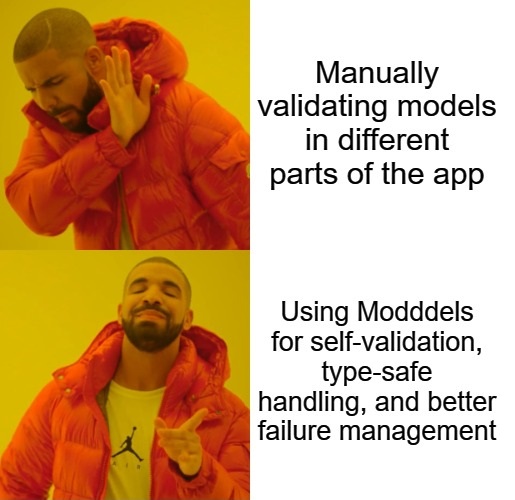 Manually
validating models
in different
parts of the app
Using Modddels
for self-validation,
type-safe
handling, and better
failure management